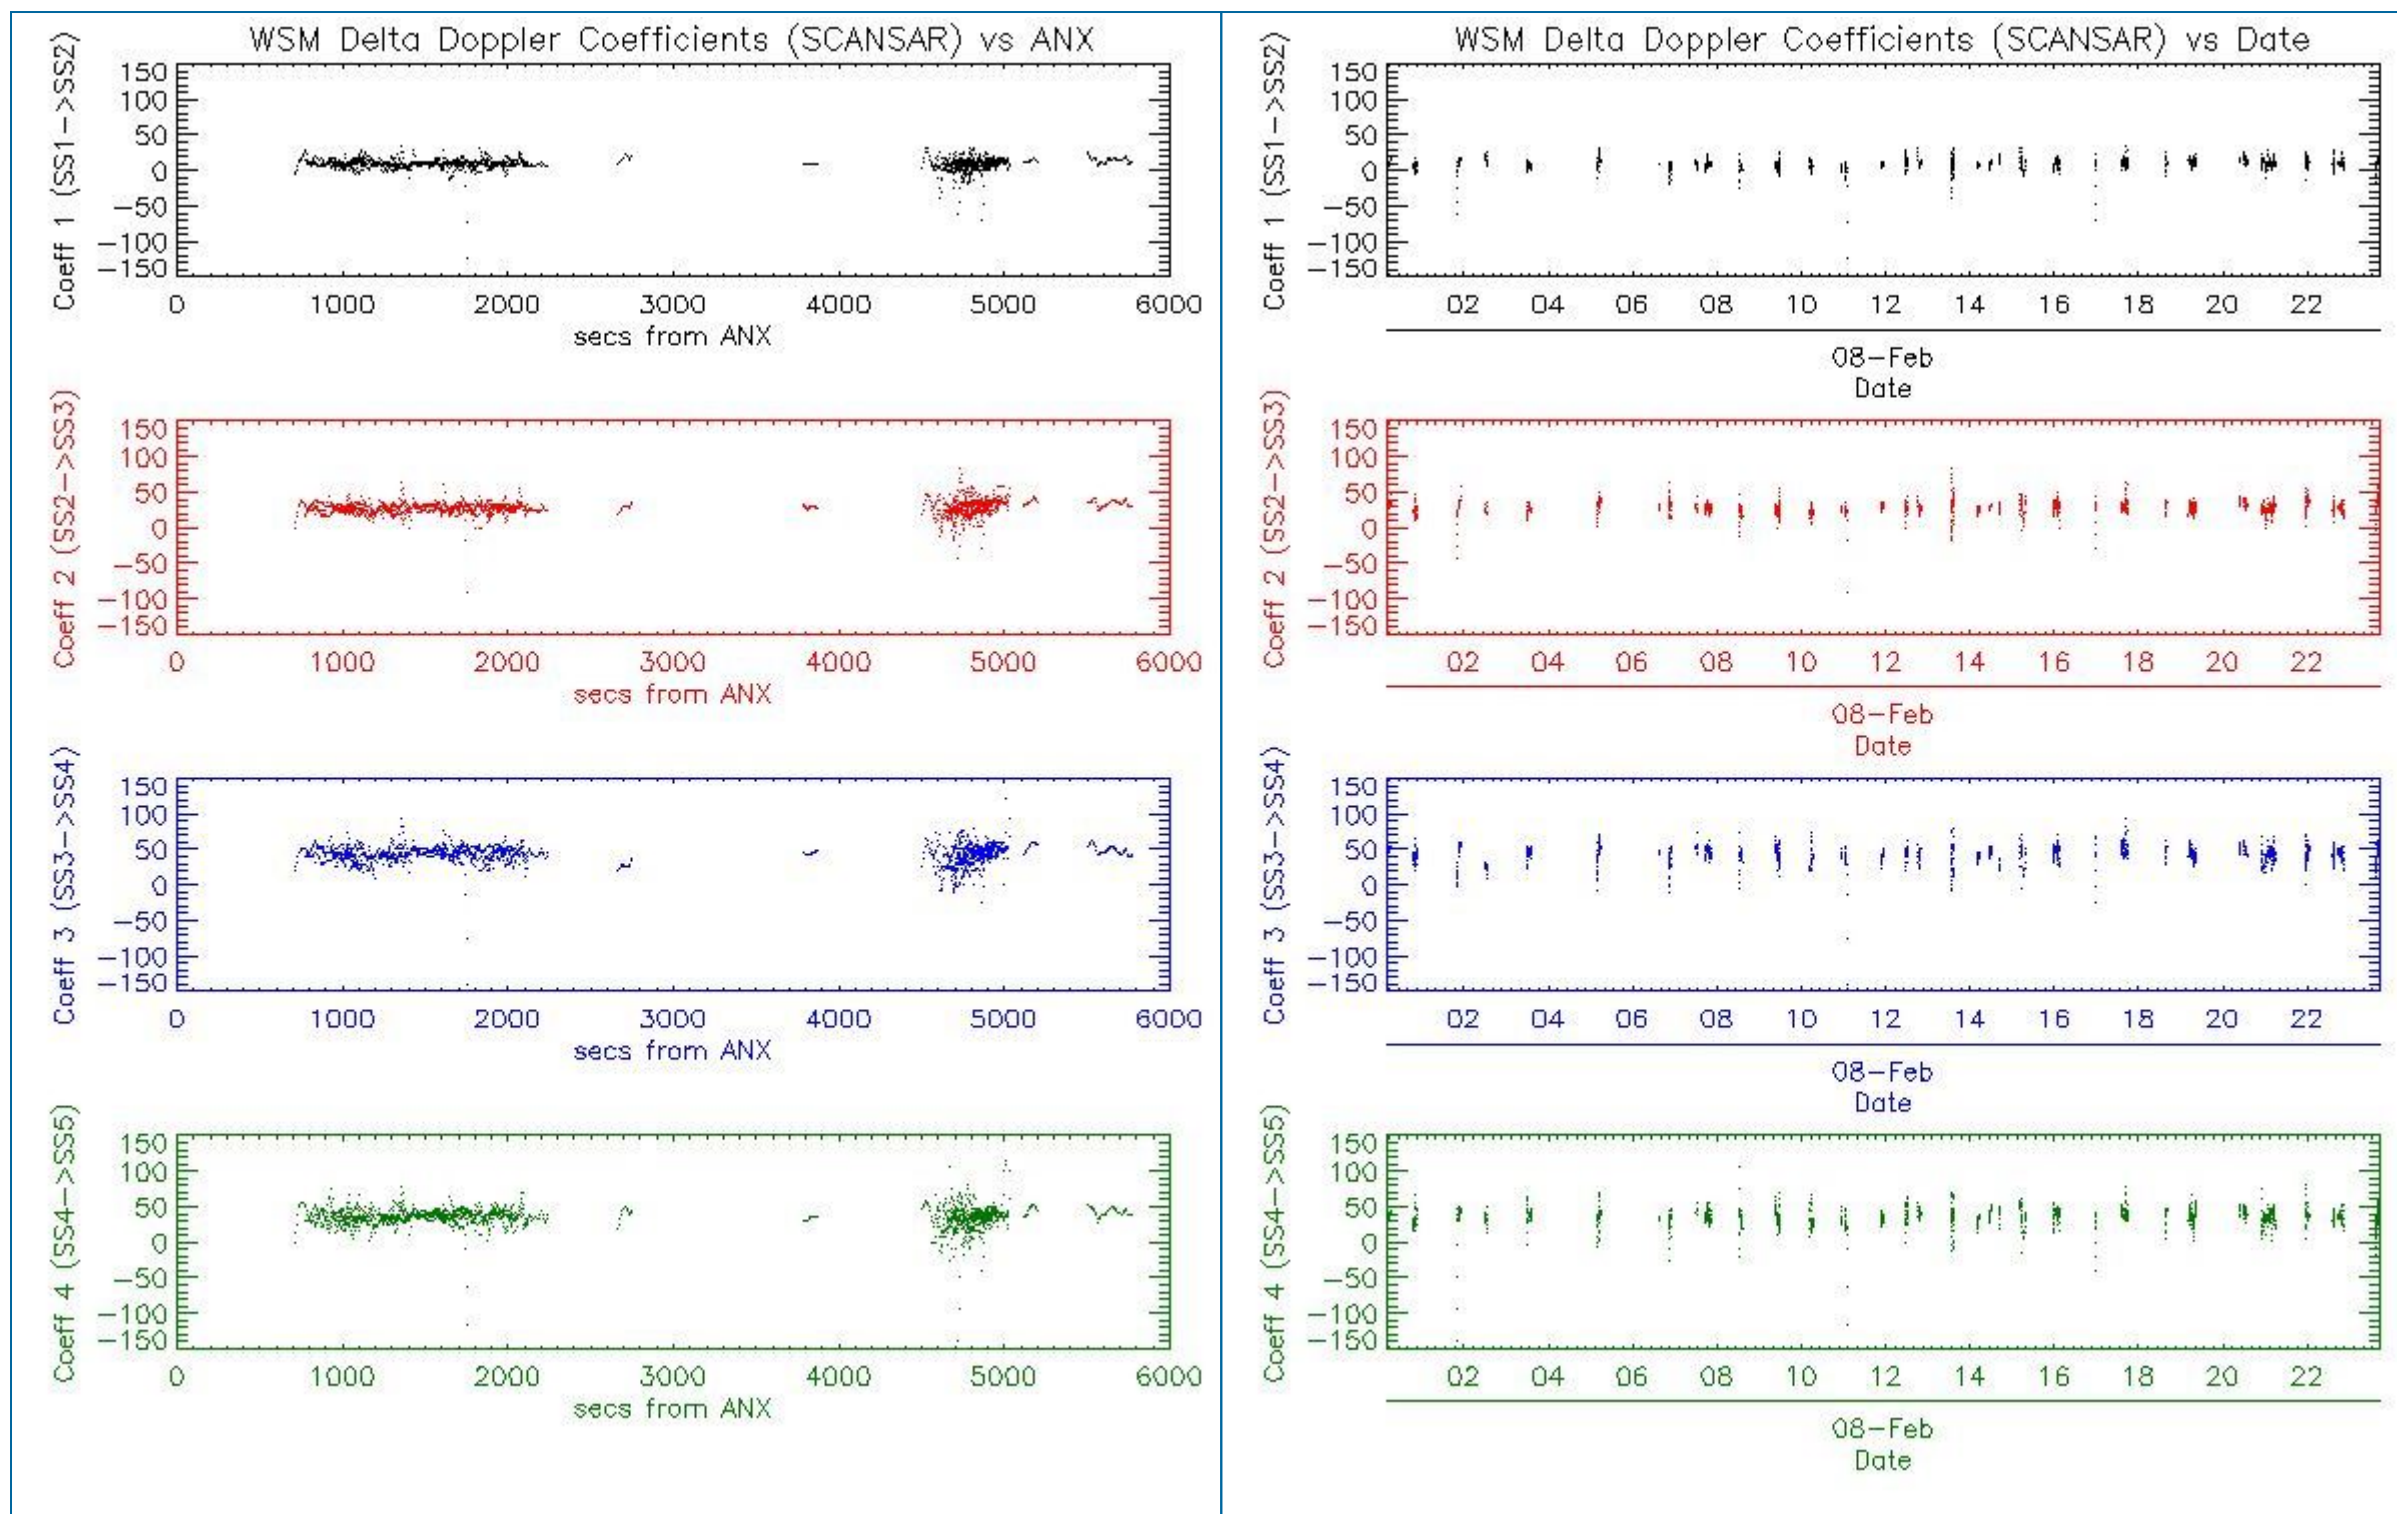 WSM Delta Doppler Coefficients (SCANSAR) vs ANX
Coeff 1 (SS1->SS2)
150
100
50
0
-50
-100
-150
0 1000 2000 3000 4000 5000 6000
secs from ANX
Coeff 2 (SS2->SS3)
150
100
50
0
-50
-100
-150
0 1000 2000 3000 4000 5000 6000
secs from ANX
Coeff 3 (SS3->SS4)
150
100
50
0
-50
-100
-150
0 1000 2000 3000 4000 5000 6000
secs from ANX
Coeff 4 (SS4->SS5)
150
100
50
0
-50
-100
-150
0 1000 2000 3000 4000 5000 6000
secs from ANX
WSM Delta Doppler Coefficients (SCANSAR) vs Date
Coeff 1 (SS1->SS2)
150
100
50
0
-50
-100
-150
02 04 06 08 10 12 14 16 18 20 22
08-Feb
Date
Coeff 2 (SS2->SS3)
150
100
50
0
-50
-100
-150
02 04 06 08 10 12 14 16 18 20 22
08-Feb
Date
Coeff 3 (SS3->SS4)
150
100
50
0
-50
-100
-150
02 04 06 08 10 12 14 16 18 20 22
08-Feb
Date
Coeff 4 (SS4->SS5)
150
100
50
0
-50
-100
-150
02 04 06 08 10 12 14 16 18 20 22
08-Feb
Date